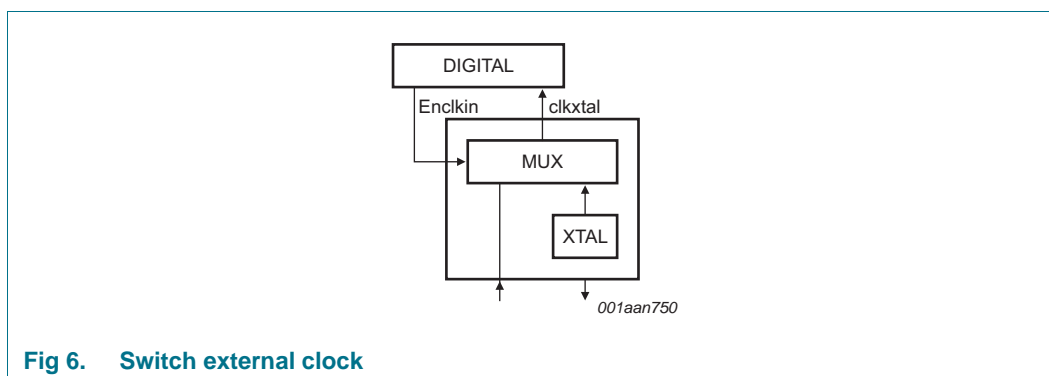 DIGITAL
Enclkin
clkxtal
MUX
XTAL
001aan750
Fig 6. Switch external clock